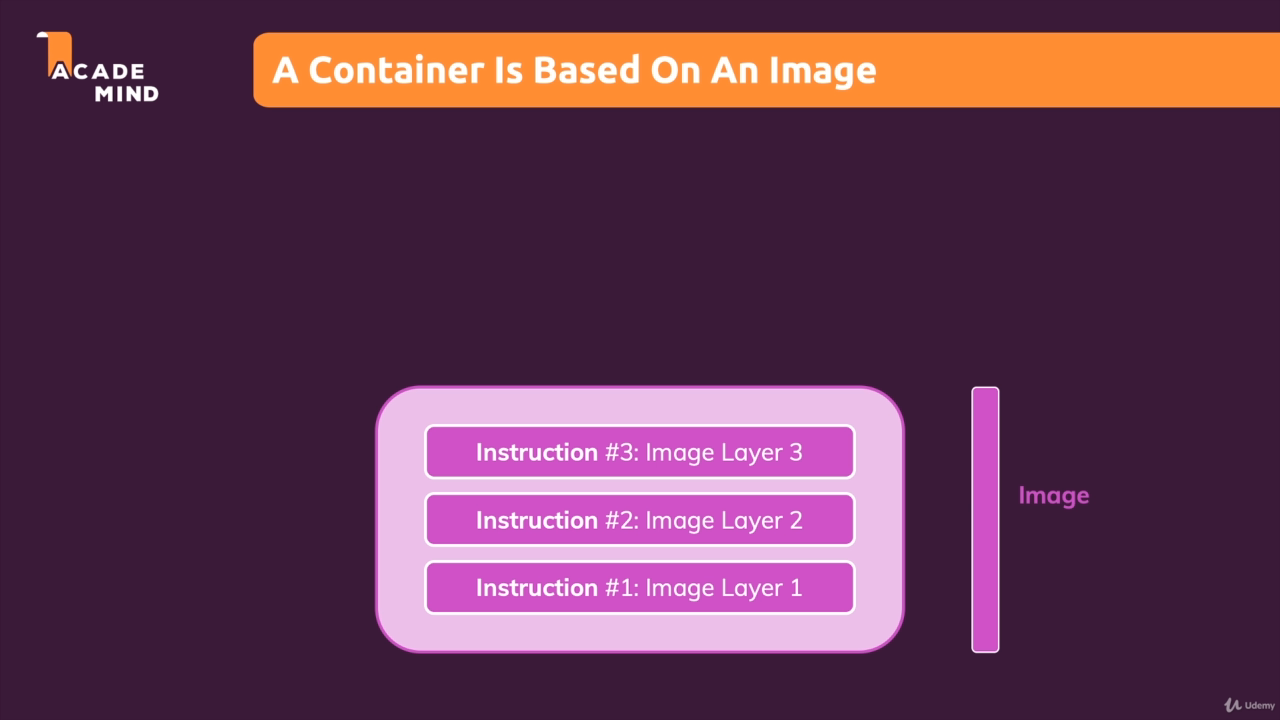 ACADE
MIND
A Container Is Based On An Image
Instruction #3: Image Layer 3
Instruction #2: Image Layer 2
Image
Instruction #1: Image Layer 1
Udemy